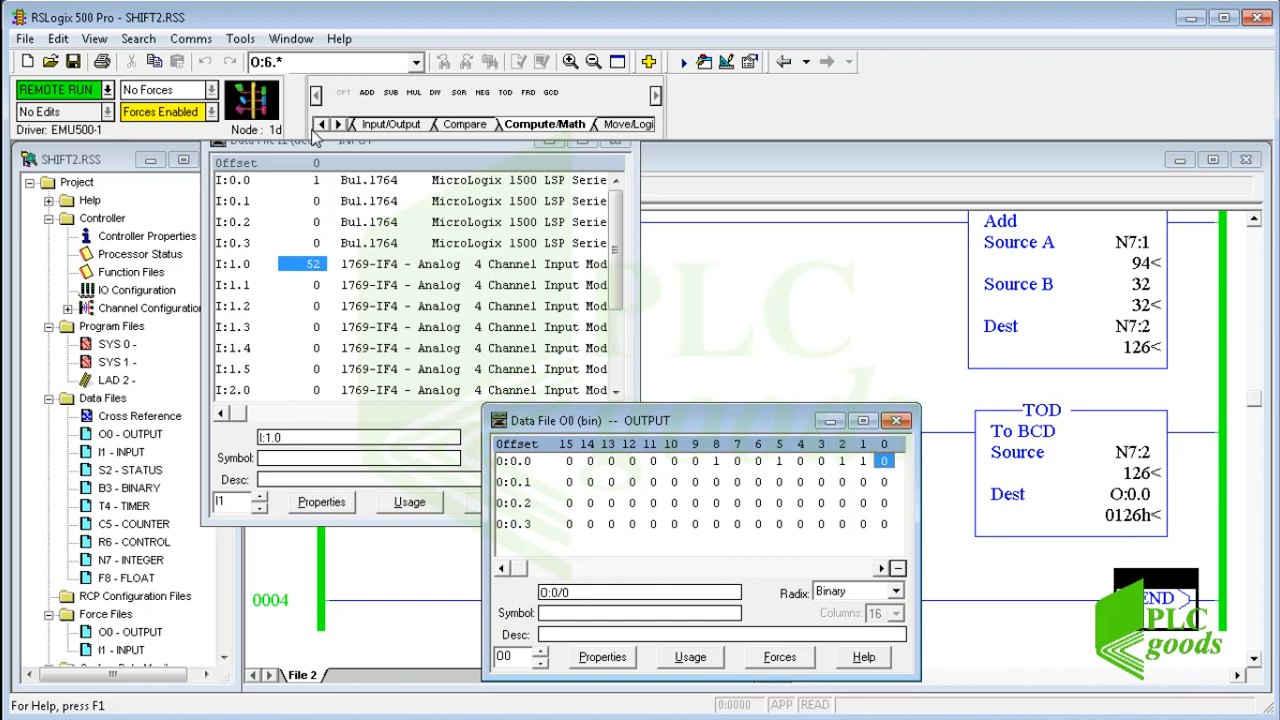 RSLogix 500 Pro - SHIFT2.RSS
File Edit View Search Comms Tools Window Help
O:6.*
REMOTE RUN No Forces
No Edits Forces Enabled
Driver: EMU500-1 Node : 1d
OPT ADD SUB MUL DIV SQR NEG TOD FRD GCD
Input/Output Compare Compute/Math Move/Logi
SHIFT2.RSS
Project
Help
Controller
Controller Properties
Processor Status
Function Files
IO Configuration
Channel Configuration
Program Files
SYS 0 -
SYS 1 -
LAD 2 -
Data Files
Cross Reference
O0 - OUTPUT
I1 - INPUT
S2 - STATUS
B3 - BINARY
T4 - TIMER
C5 - COUNTER
R6 - CONTROL
N7 - INTEGER
F8 - FLOAT
RCP Configuration Files
Force Files
O0 - OUTPUT
I1 - INPUT
Offset 0
I:0.0 1 Bul.1764 MicroLogix 1500 LSP Serie
I:0.1 0 Bul.1764 MicroLogix 1500 LSP Serie
I:0.2 0 Bul.1764 MicroLogix 1500 LSP Serie
I:0.3 0 Bul.1764 MicroLogix 1500 LSP Serie
I:1.0 52 1769-IF4 - Analog 4 Channel Input Mod
I:1.1 0 1769-IF4 - Analog 4 Channel Input Mod
I:1.2 0 1769-IF4 - Analog 4 Channel Input Mod
I:1.3 0 1769-IF4 - Analog 4 Channel Input Mod
I:1.4 0 1769-IF4 - Analog 4 Channel Input Mod
I:1.5 0 1769-IF4 - Analog 4 Channel Input Mod
I:2.0 0 1769-IF4 - Analog 4 Channel Input Mod
I:1.0
Symbol:
Desc:
I1 Properties Usage
Data File O0 (bin) -- OUTPUT
Offset 15 14 13 12 11 10 9 8 7 6 5 4 3 2 1 0
O:0.0 0 0 0 0 0 0 0 1 0 0 1 0 0 1 1 0
O:0.1 0 0 0 0 0 0 0 0 0 0 0 0 0 0 0 0
O:0.2 0 0 0 0 0 0 0 0 0 0 0 0 0 0 0 0
O:0.3 0 0 0 0 0 0 0 0 0 0 0 0 0 0 0 0
O:0/0 Radix: Binary
Symbol: Columns: 16
Desc:
O0 Properties Usage Forces Help
Add
Source A N7:1
94<
Source B 32
32<
Dest N7:2
126<
TOD
To BCD
Source N7:2
126<
Dest O:0.0
0126h<
0004
END
PLC
goods
PLC
goods
File 2
For Help, press F1
0:0000 APP READ